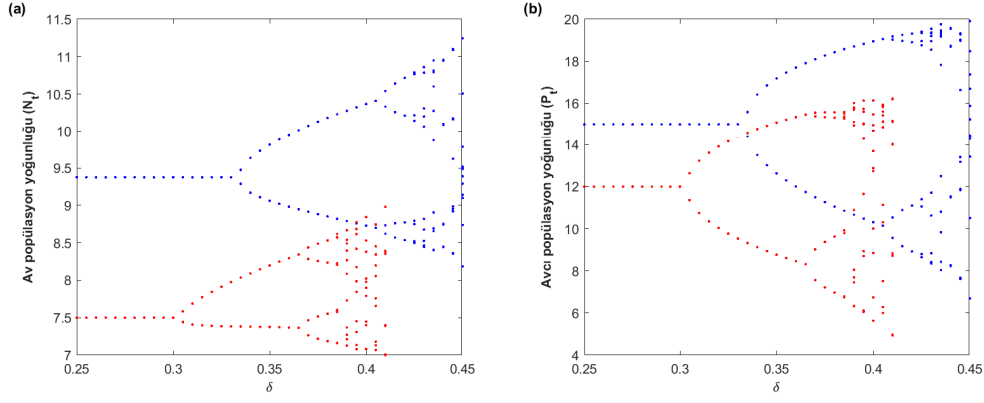 (a)
Av popülasyon yoğunluğu (Nt)
11.5
11
10.5
10
9.5
9
8.5
8
7.5
7
0.25 0.3 0.35 0.4 0.45
δ
(b)
Avcı popülasyon yoğunluğu (Pt)
20
18
16
14
12
10
8
6
4
0.25 0.3 0.35 0.4 0.45
δ